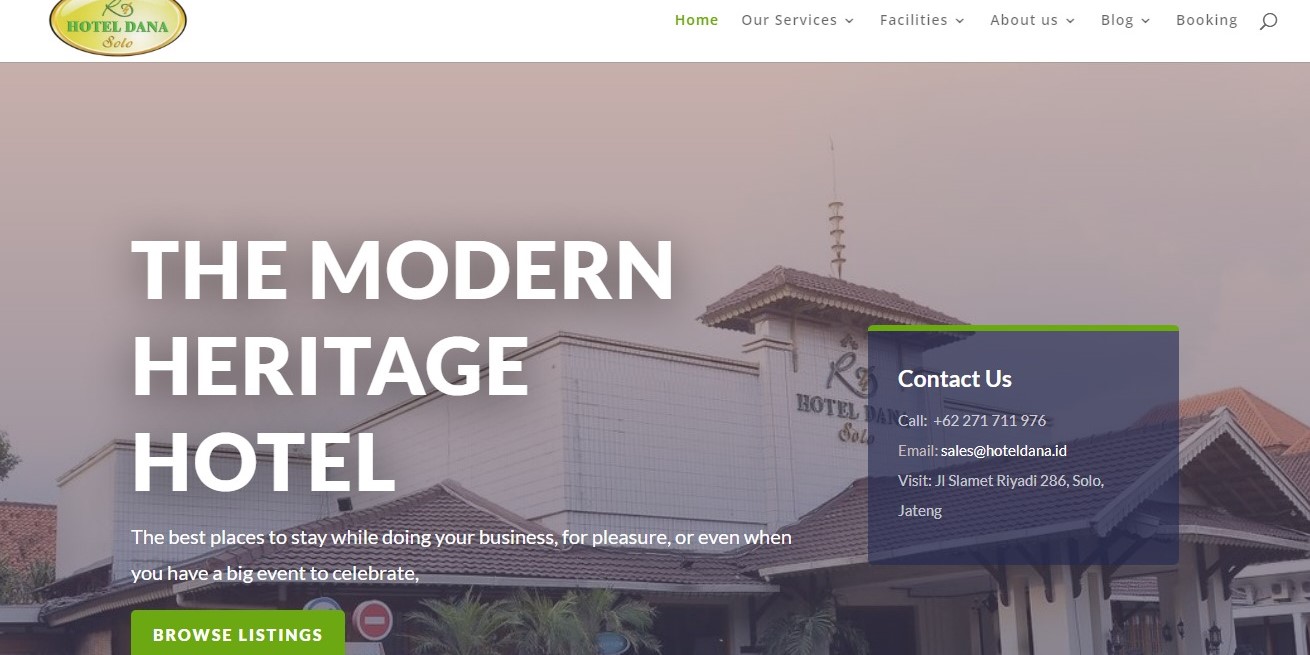 RD
HOTEL DANA
Solo
Home
Our Services
Facilities
About us
Blog
Booking
THE MODERN
HERITAGE
HOTEL
The best places to stay while doing your business, for pleasure, or even when
you have a big event to celebrate,
BROWSE LISTINGS
RD
HOTEL DANA
Solo
Contact Us
Call: +62 271 711 976
Email: sales@hoteldana.id
Visit: Jl Slamet Riyadi 286, Solo,
Jateng